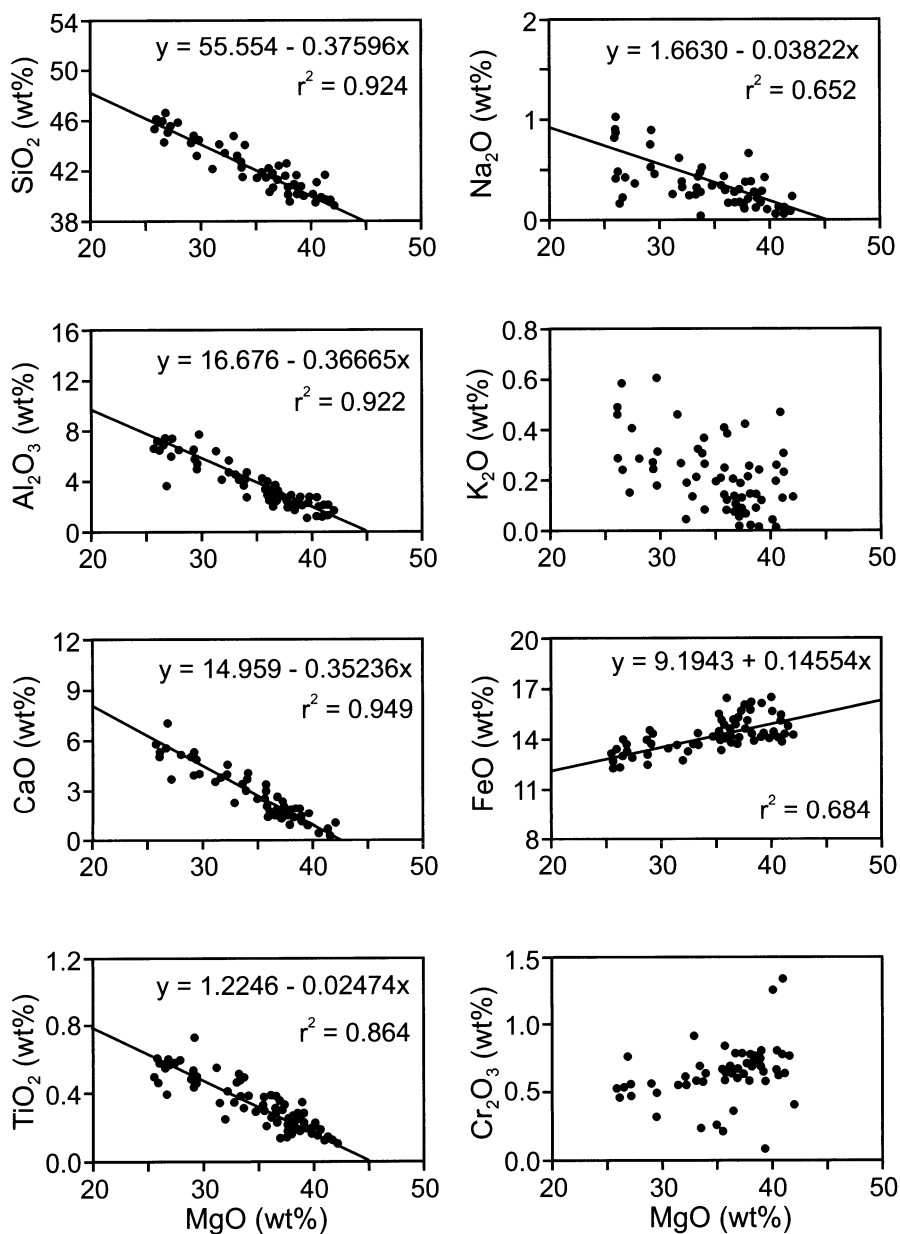 54
50
46
42
38
SiO2 (wt%)
y = 55.554 - 0.37596x
r2 = 0.924
20 30 40 50
2
1
0
Na2O (wt%)
y = 1.6630 - 0.03822x
r2 = 0.652
20 30 40 50
16
12
8
4
0
Al2O3 (wt%)
y = 16.676 - 0.36665x
r2 = 0.922
20 30 40 50
0.8
0.6
0.4
0.2
0.0
K2O (wt%)
20 30 40 50
12
9
6
3
0
CaO (wt%)
y = 14.959 - 0.35236x
r2 = 0.949
20 30 40 50
20
17
14
11
8
FeO (wt%)
y = 9.1943 + 0.14554x
r2 = 0.684
20 30 40 50
1.2
0.8
0.4
0.0
TiO2 (wt%)
y = 1.2246 - 0.02474x
r2 = 0.864
20 30 40 50
MgO (wt%)
1.5
1.0
0.5
0.0
Cr2O3 (wt%)
20 30 40 50
MgO (wt%)